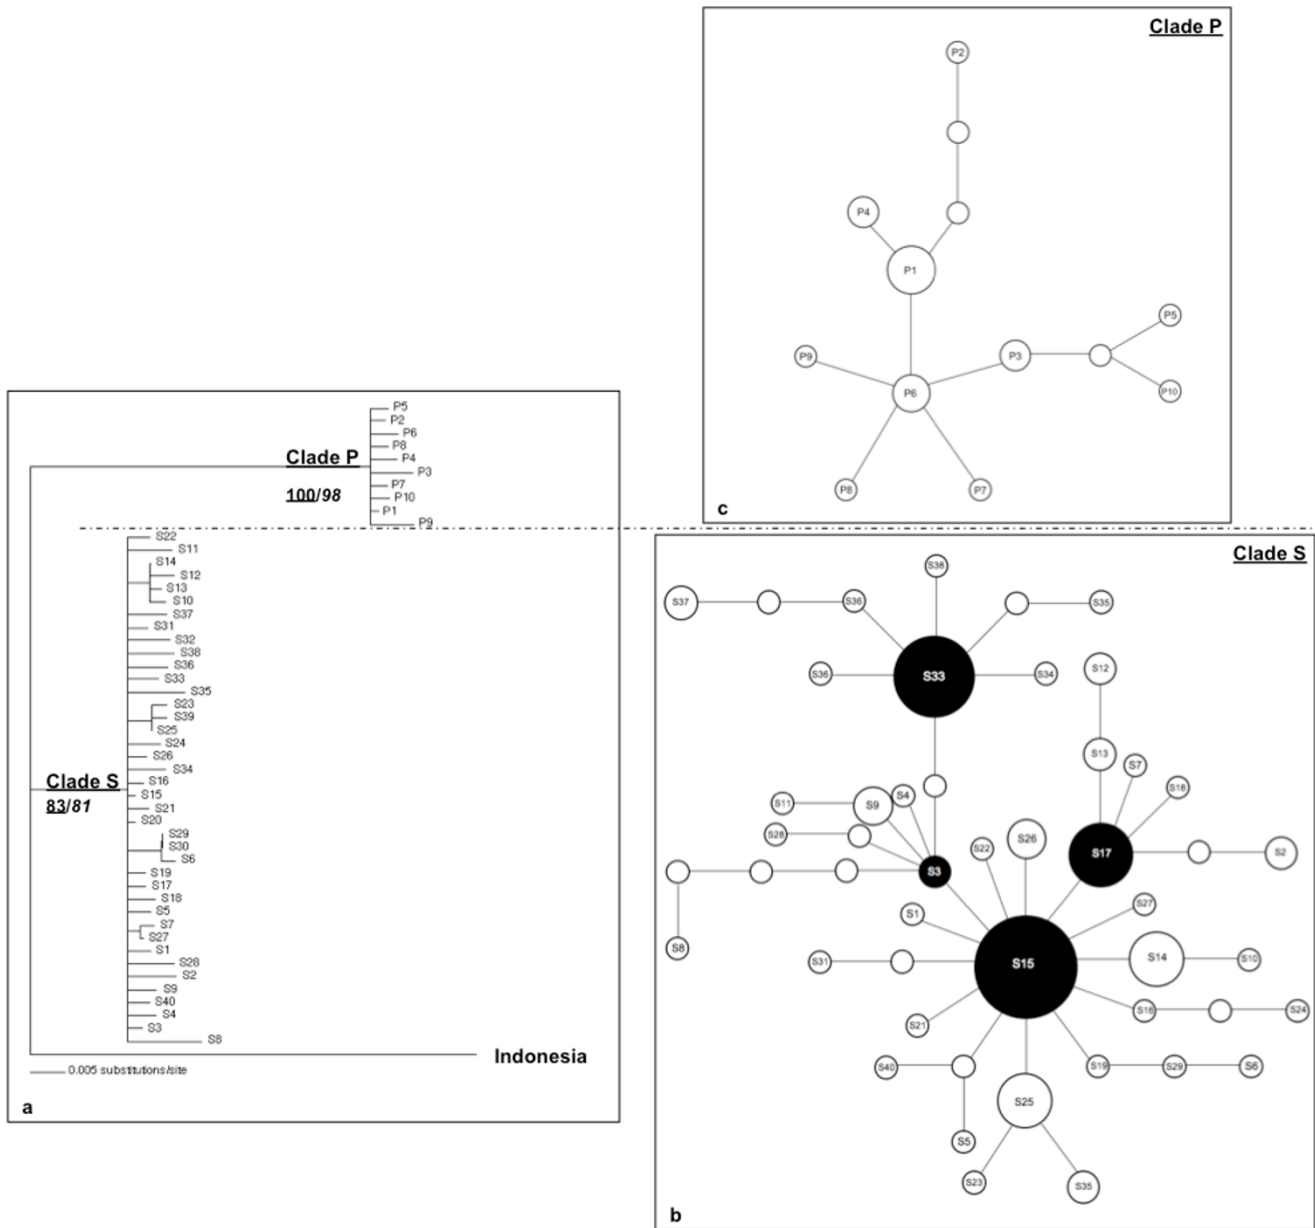 Clade P
P2
P4
P1
P5
P9
P3
P6
P10
P8
P7
c
P5
P2
P6
P8
Clade P
P4
P3
100/98
P7
P10
P1
P9
S22
S11
S14
S12
S13
S10
S37
S31
S32
S38
S36
S33
S35
S23
S39
S25
S24
S26
S34
Clade S
S16
83/81
S15
S21
S20
S29
S30
S6
S19
S17
S18
S5
S7
S27
S1
S28
S2
S9
S40
S4
S3
S8
Indonesia
0.005 substitutions/site
a
Clade S
S38
S37
S36
S35
S12
S36
S33
S34
S13
S7
S18
S11
S9
S4
S28
S22
S26
S17
S2
S3
S27
S1
S8
S31
S15
S14
S10
S21
S16
S24
S40
S19
S29
S6
S25
S5
S23
S35
b